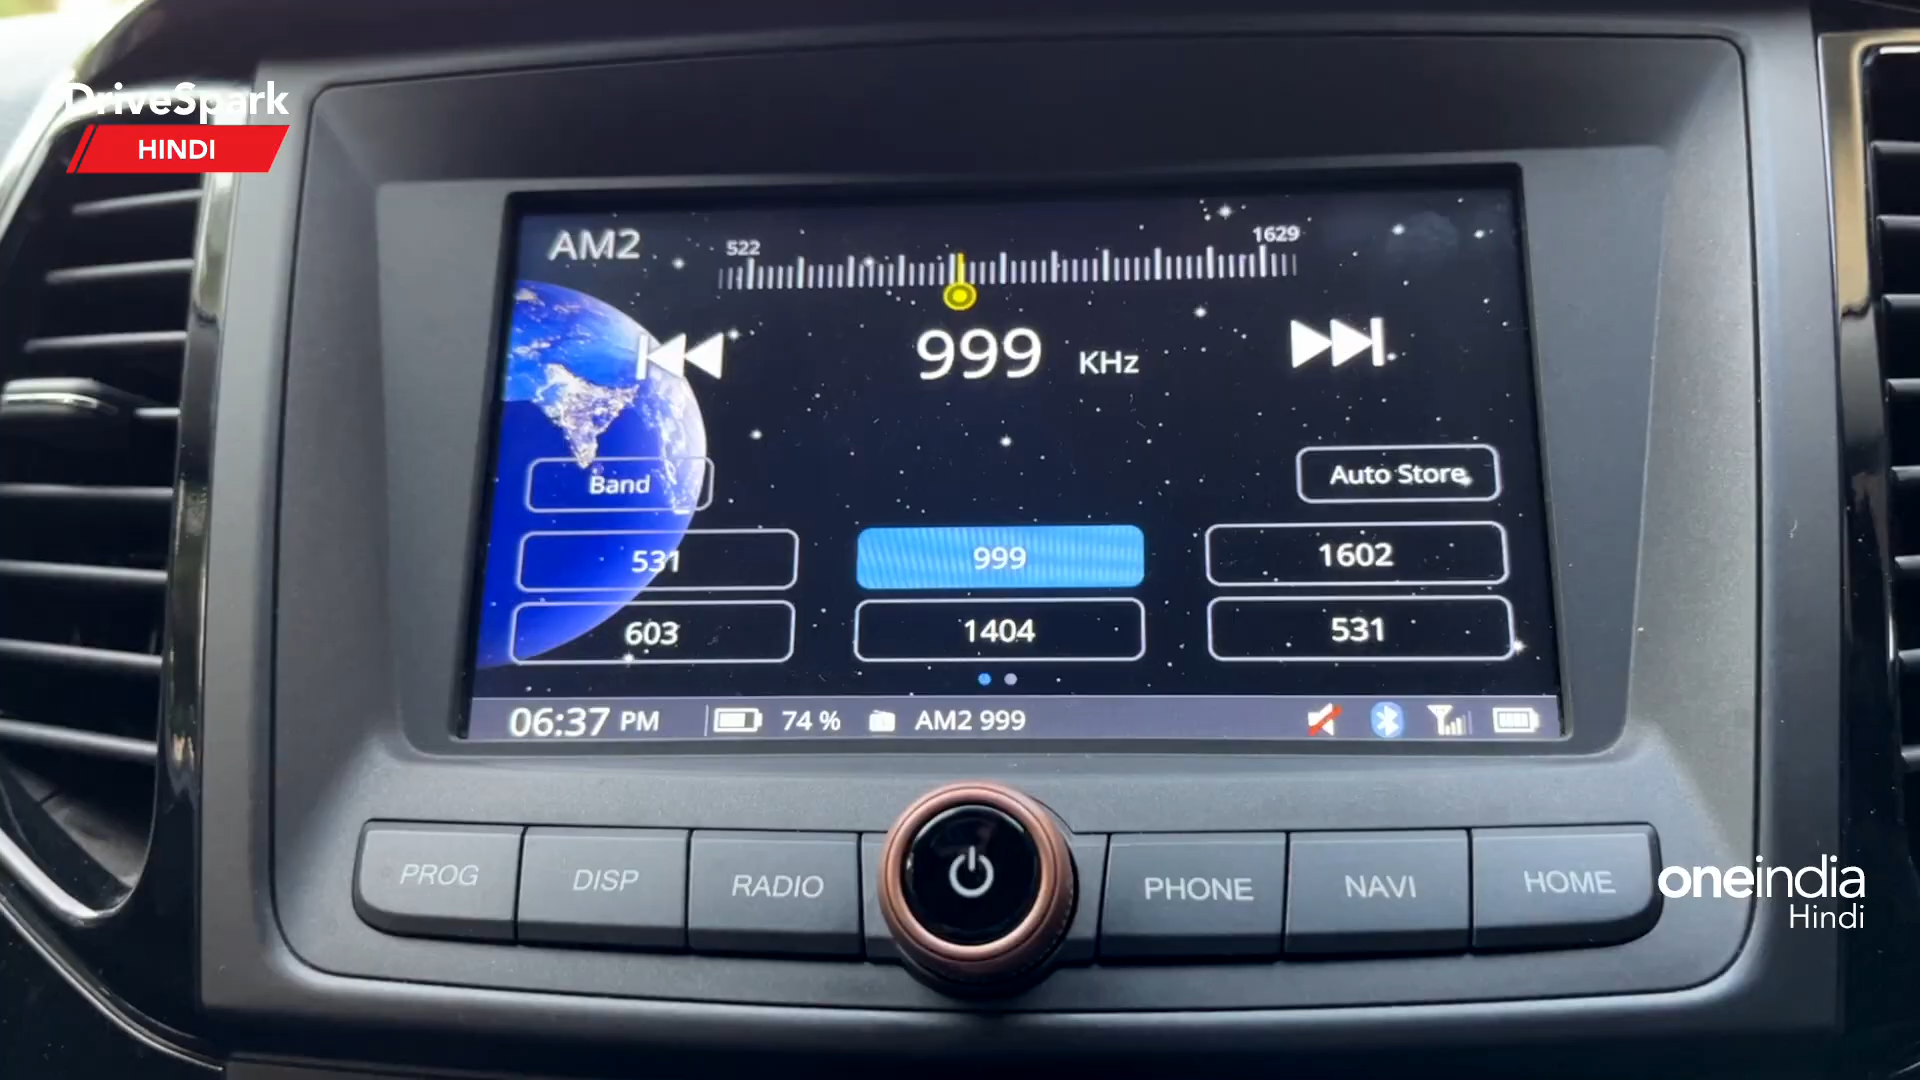 DriveSpark
HINDI
AM2
522
1629
999 KHz
Band
Auto Store
531
999
1602
603
1404
531
06:37 PM
74 %
AM2 999
PROG
DISP
RADIO
PHONE
NAVI
HOME
oneindia
Hindi